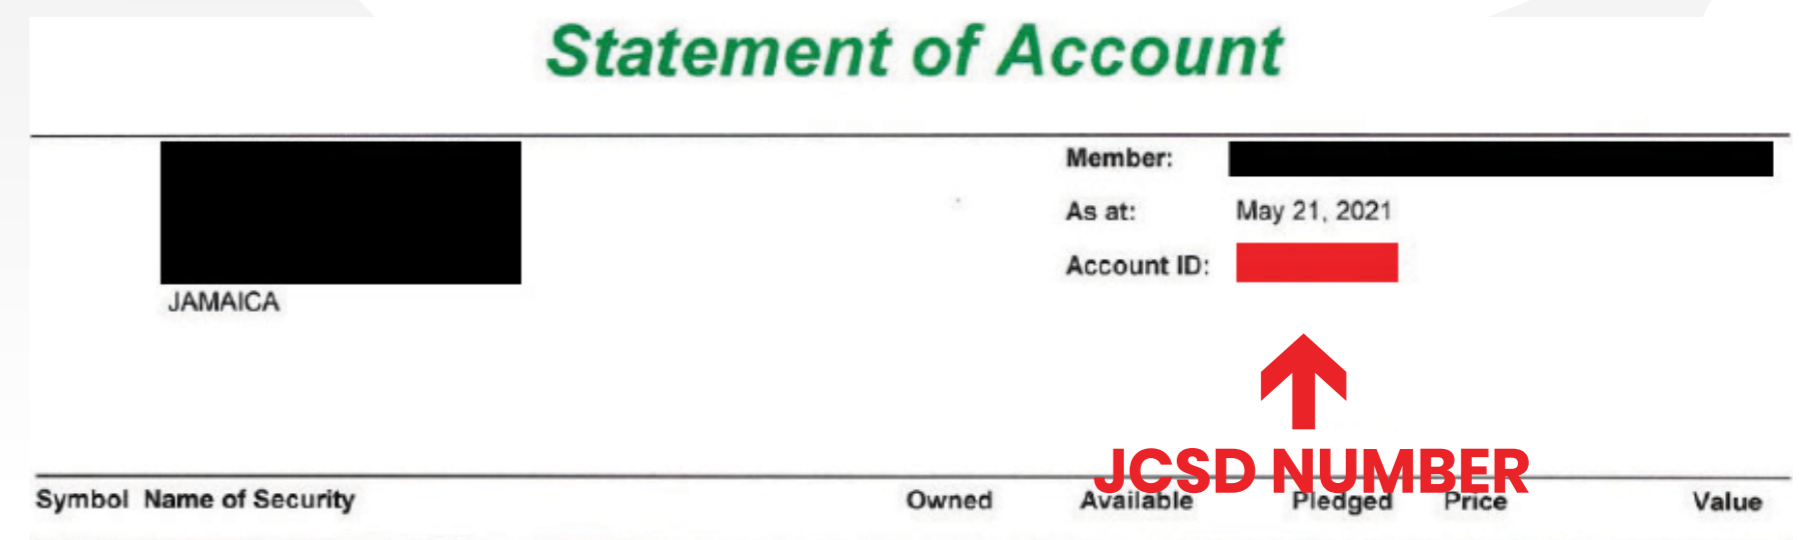 Statement of Account
Member:
As at: May 21, 2021
Account ID:
JAMAICA
JCSD NUMBER
Symbol Name of Security Owned Available Pledged Price Value